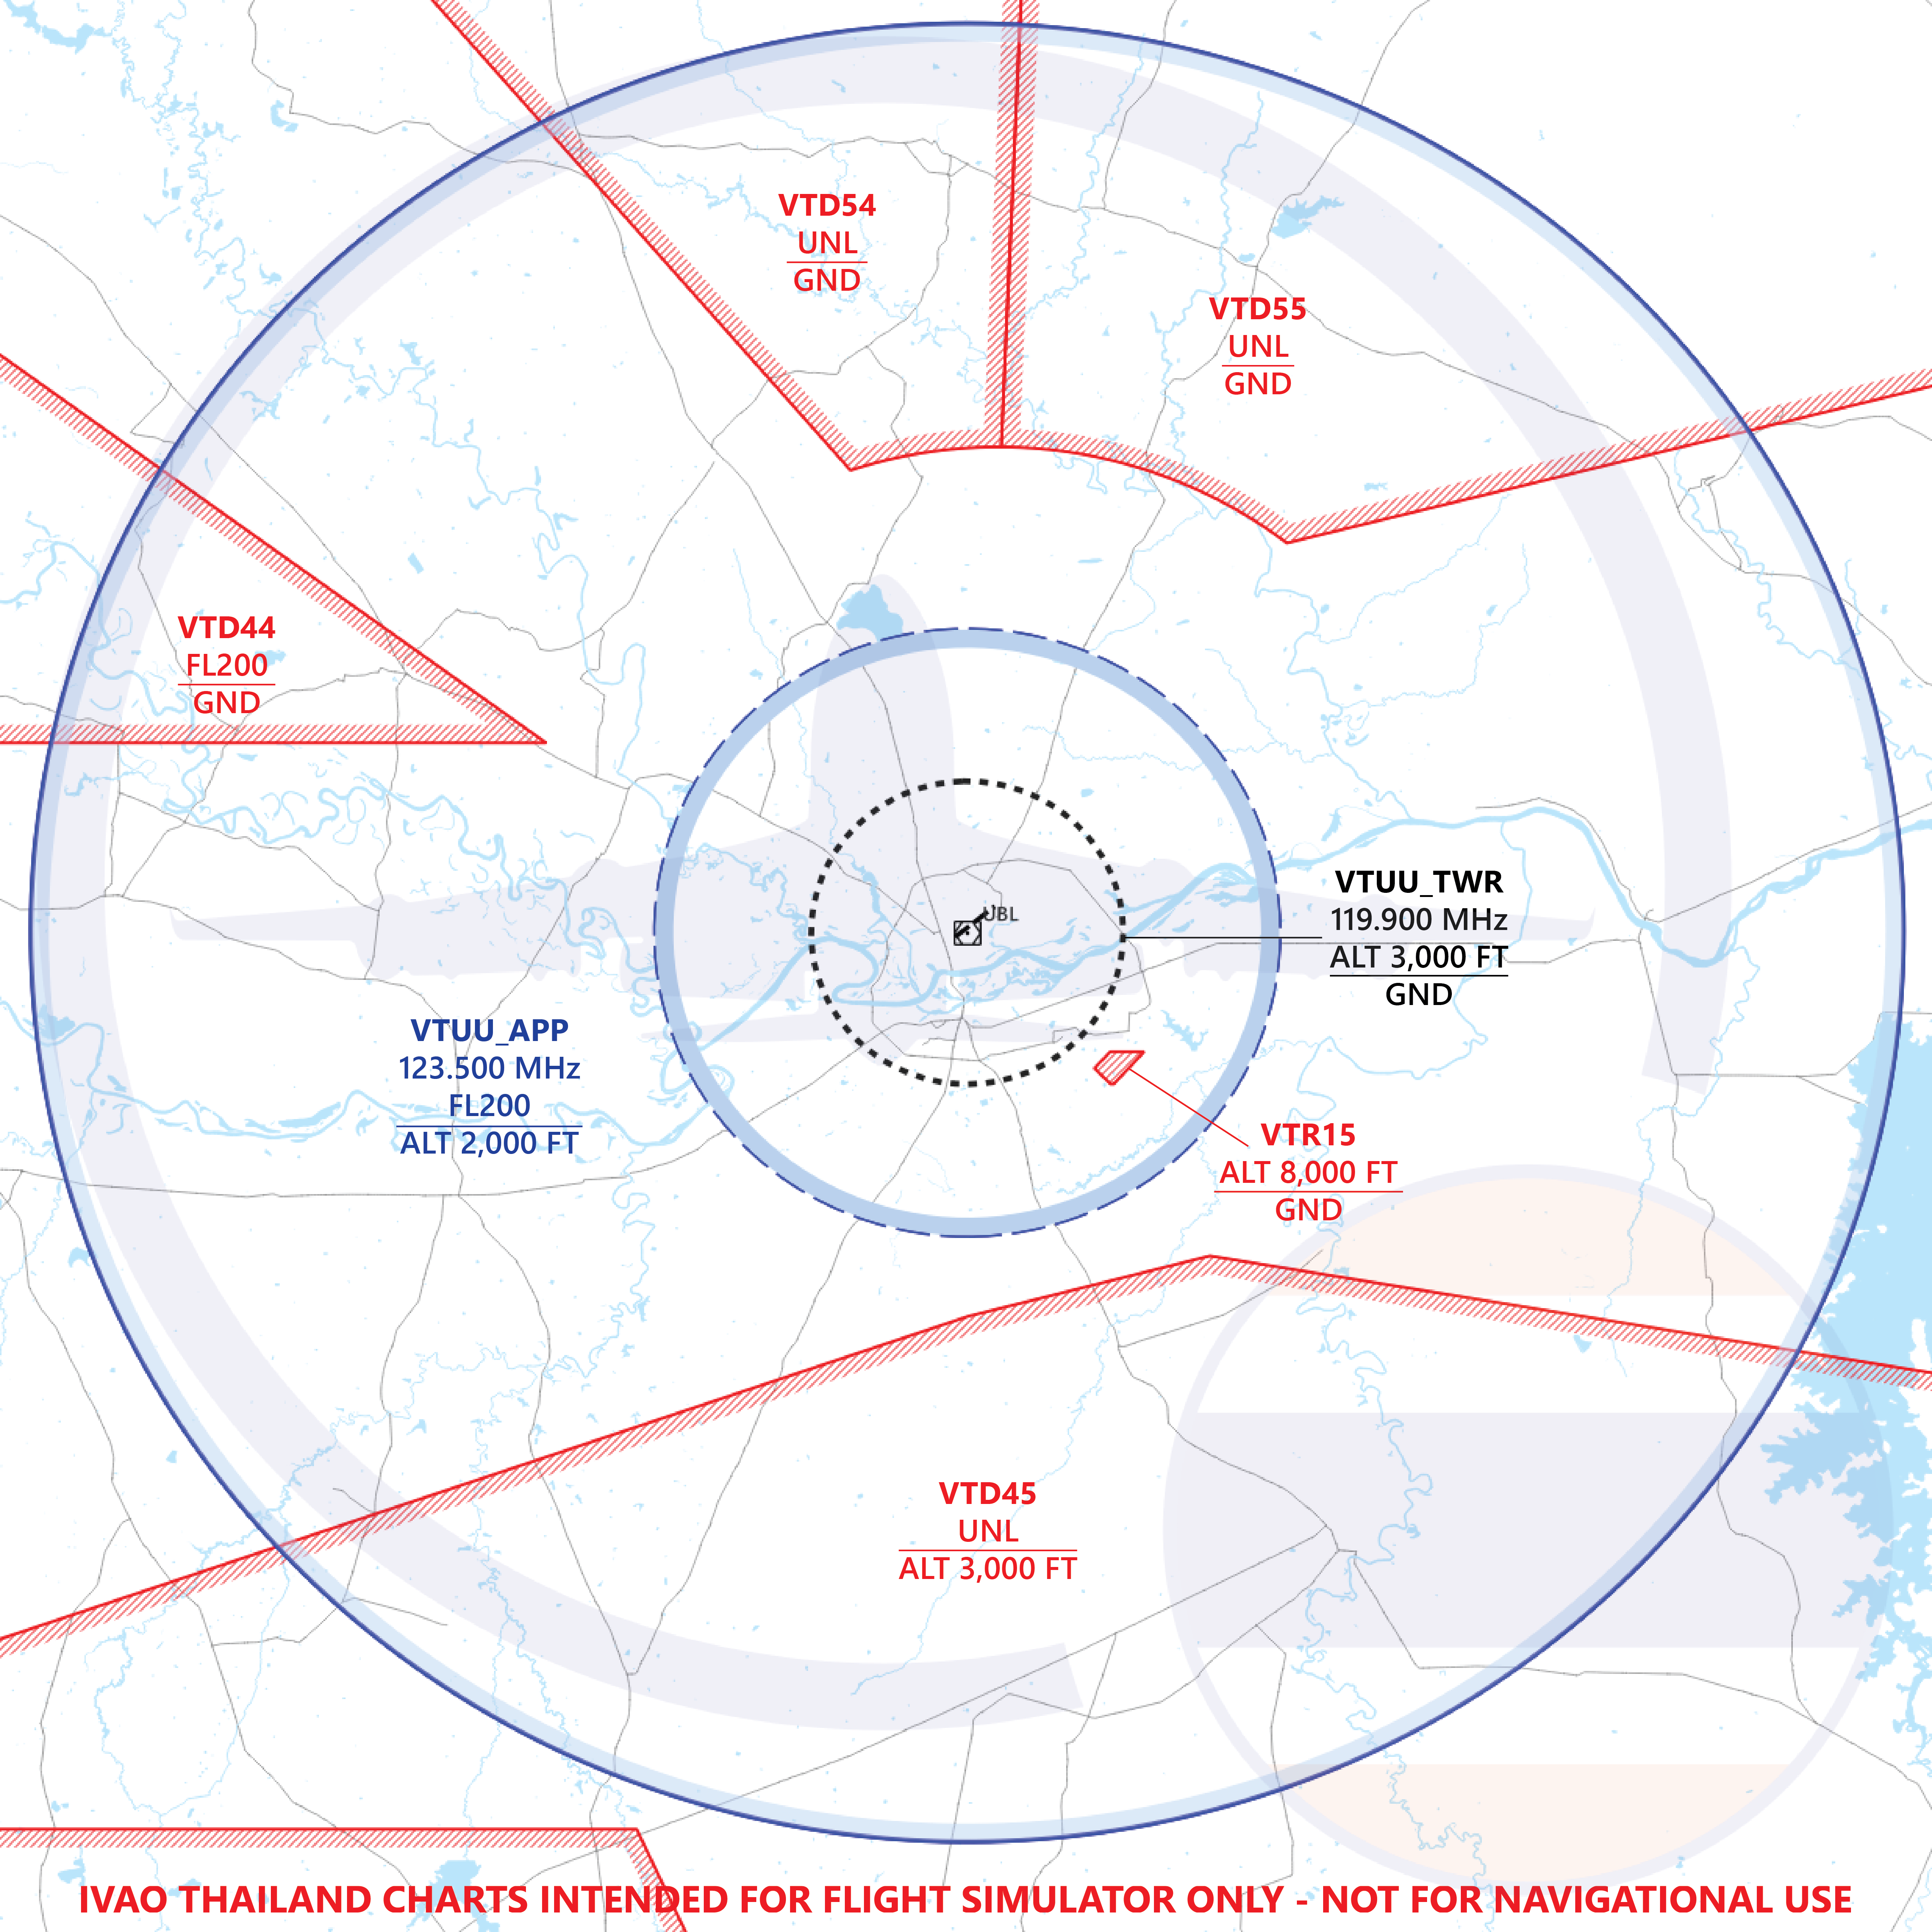 VTD54
UNL
GND
VTD55
UNL
GND
VTD44
FL200
GND
VTUU_TWR
119.900 MHz
ALT 3,000 FT
GND
UBL
VTUU_APP
123.500 MHz
FL200
ALT 2,000 FT
VTR15
ALT 8,000 FT
GND
VTD45
UNL
ALT 3,000 FT
IVAO THAILAND CHARTS INTENDED FOR FLIGHT SIMULATOR ONLY - NOT FOR NAVIGATIONAL USE